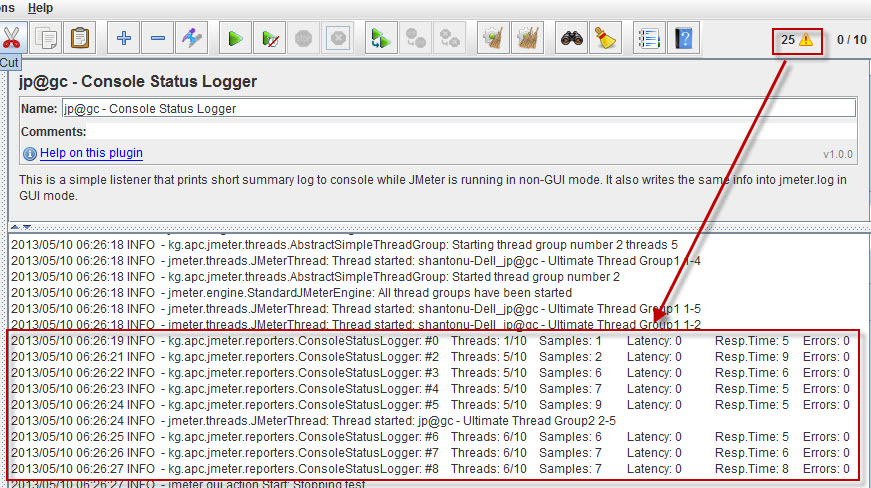 ons Help
25 0 / 10
Cut
jp@gc - Console Status Logger
Name: jp@gc - Console Status Logger
Comments:
Help on this plugin v1.0.0
This is a simple listener that prints short summary log to console while JMeter is running in non-GUI mode. It also writes the same info into jmeter.log in
GUI mode.
2013/05/10 06:26:18 INFO - kg.apc.jmeter.threads.AbstractSimpleThreadGroup: Starting thread group number 2 threads 5
2013/05/10 06:26:18 INFO - jmeter.threads.JMeterThread: Thread started: shantonu-Dell_jp@gc - Ultimate Thread Group1 1-4
2013/05/10 06:26:18 INFO - kg.apc.jmeter.threads.AbstractSimpleThreadGroup: Started thread group number 2
2013/05/10 06:26:18 INFO - jmeter.engine.StandardJMeterEngine: All thread groups have been started
2013/05/10 06:26:18 INFO - jmeter.threads.JMeterThread: Thread started: shantonu-Dell_jp@gc - Ultimate Thread Group1 1-5
2013/05/10 06:26:18 INFO - jmeter.threads.JMeterThread: Thread started: shantonu-Dell_jp@gc - Ultimate Thread Group1 1-2
2013/05/10 06:26:19 INFO - kg.apc.jmeter.reporters.ConsoleStatusLogger: #0 Threads: 1/10 Samples: 1 Latency: 0 Resp.Time: 5 Errors: 0
2013/05/10 06:26:21 INFO - kg.apc.jmeter.reporters.ConsoleStatusLogger: #2 Threads: 5/10 Samples: 2 Latency: 0 Resp.Time: 9 Errors: 0
2013/05/10 06:26:22 INFO - kg.apc.jmeter.reporters.ConsoleStatusLogger: #3 Threads: 5/10 Samples: 6 Latency: 0 Resp.Time: 6 Errors: 0
2013/05/10 06:26:23 INFO - kg.apc.jmeter.reporters.ConsoleStatusLogger: #4 Threads: 5/10 Samples: 7 Latency: 0 Resp.Time: 5 Errors: 0
2013/05/10 06:26:24 INFO - kg.apc.jmeter.reporters.ConsoleStatusLogger: #5 Threads: 5/10 Samples: 9 Latency: 0 Resp.Time: 5 Errors: 0
2013/05/10 06:26:24 INFO - jmeter.threads.JMeterThread: Thread started: jp@gc - Ultimate Thread Group2 2-5
2013/05/10 06:26:25 INFO - kg.apc.jmeter.reporters.ConsoleStatusLogger: #6 Threads: 6/10 Samples: 6 Latency: 0 Resp.Time: 5 Errors: 0
2013/05/10 06:26:26 INFO - kg.apc.jmeter.reporters.ConsoleStatusLogger: #7 Threads: 6/10 Samples: 7 Latency: 0 Resp.Time: 6 Errors: 0
2013/05/10 06:26:27 INFO - kg.apc.jmeter.reporters.ConsoleStatusLogger: #8 Threads: 6/10 Samples: 7 Latency: 0 Resp.Time: 8 Errors: 0
2013/05/10 06:26:27 INFO - jmeter.gui.action.Start: Stopping test